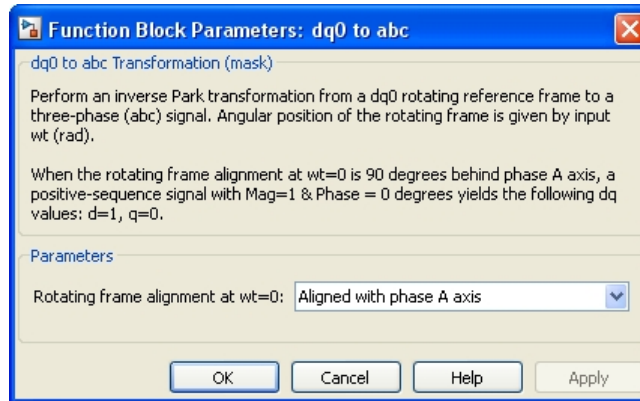 Function Block Parameters: dq0 to abc
dq0 to abc Transformation (mask)
Perform an inverse Park transformation from a dq0 rotating reference frame to a
three-phase (abc) signal. Angular position of the rotating frame is given by input
wt (rad).
When the rotating frame alignment at wt=0 is 90 degrees behind phase A axis, a
positive-sequence signal with Mag=1 & Phase = 0 degrees yields the following dq
values: d=1, q=0.
Parameters
Rotating frame alignment at wt=0: Aligned with phase A axis
OK Cancel Help Apply